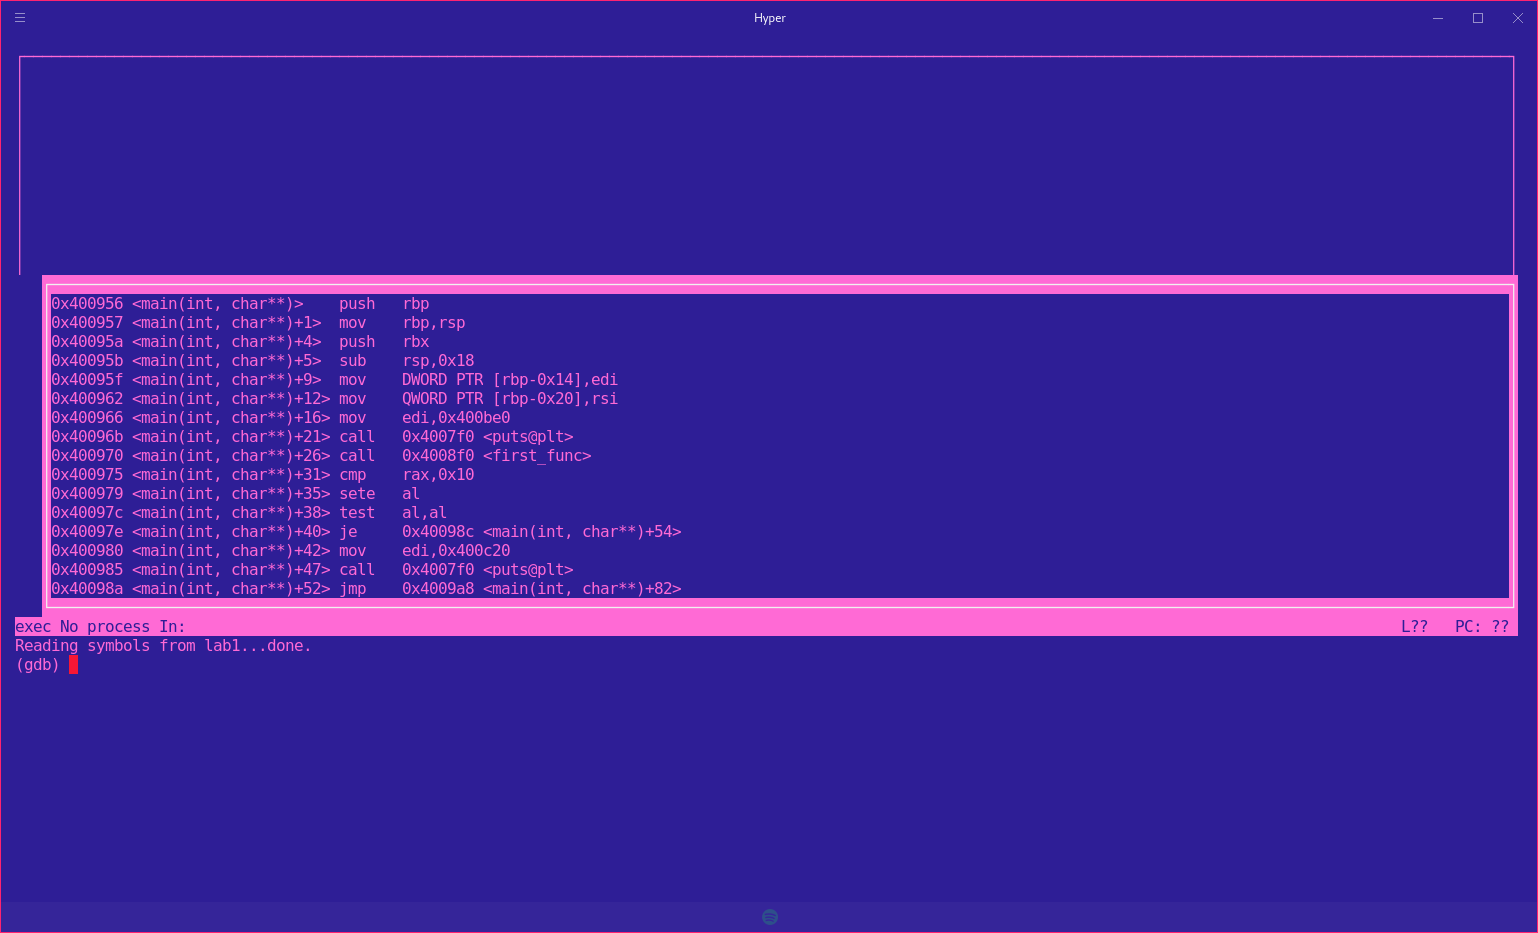 Hyper
0x400956 <main(int, char**)>    push   rbp
0x400957 <main(int, char**)+1>  mov    rbp,rsp
0x40095a <main(int, char**)+4>  push   rbx
0x40095b <main(int, char**)+5>  sub    rsp,0x18
0x40095f <main(int, char**)+9>  mov    DWORD PTR [rbp-0x14],edi
0x400962 <main(int, char**)+12> mov    QWORD PTR [rbp-0x20],rsi
0x400966 <main(int, char**)+16> mov    edi,0x400be0
0x40096b <main(int, char**)+21> call   0x4007f0 <puts@plt>
0x400970 <main(int, char**)+26> call   0x4008f0 <first_func>
0x400975 <main(int, char**)+31> cmp    rax,0x10
0x400979 <main(int, char**)+35> sete   al
0x40097c <main(int, char**)+38> test   al,al
0x40097e <main(int, char**)+40> je     0x40098c <main(int, char**)+54>
0x400980 <main(int, char**)+42> mov    edi,0x400c20
0x400985 <main(int, char**)+47> call   0x4007f0 <puts@plt>
0x40098a <main(int, char**)+52> jmp    0x4009a8 <main(int, char**)+82>
exec No process In:    L??   PC: ??
Reading symbols from lab1...done.
(gdb)